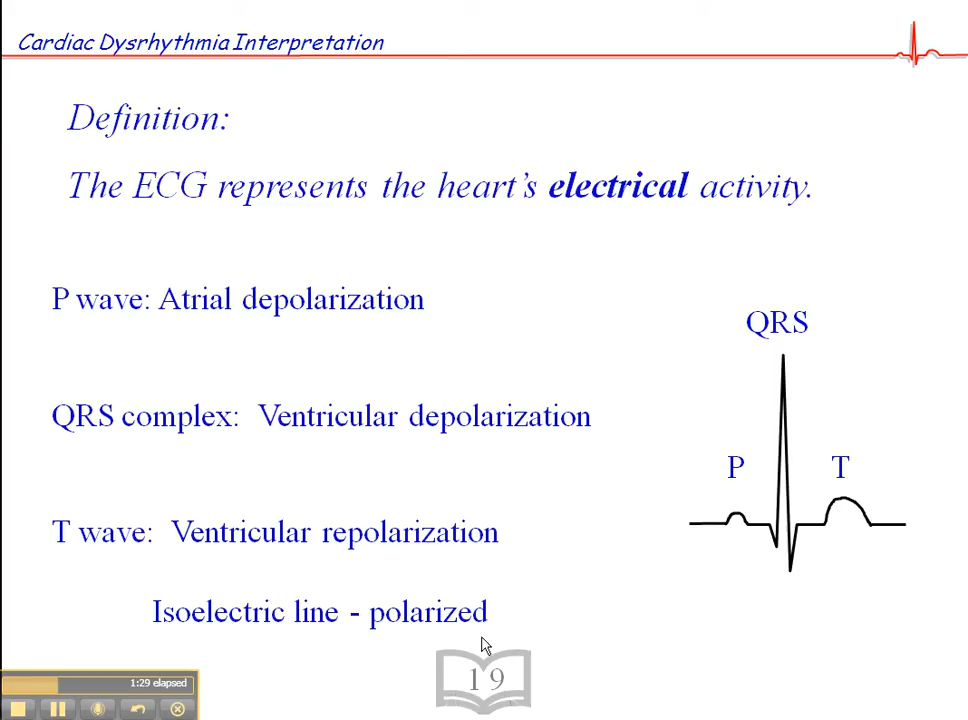 Cardiac Dysrhythmia Interpretation
Definition:
The ECG represents the heart's electrical activity.
P wave: Atrial depolarization
QRS
QRS complex: Ventricular depolarization
P
T
T wave: Ventricular repolarization
Isoelectric line - polarized
19
1:29 elapsed